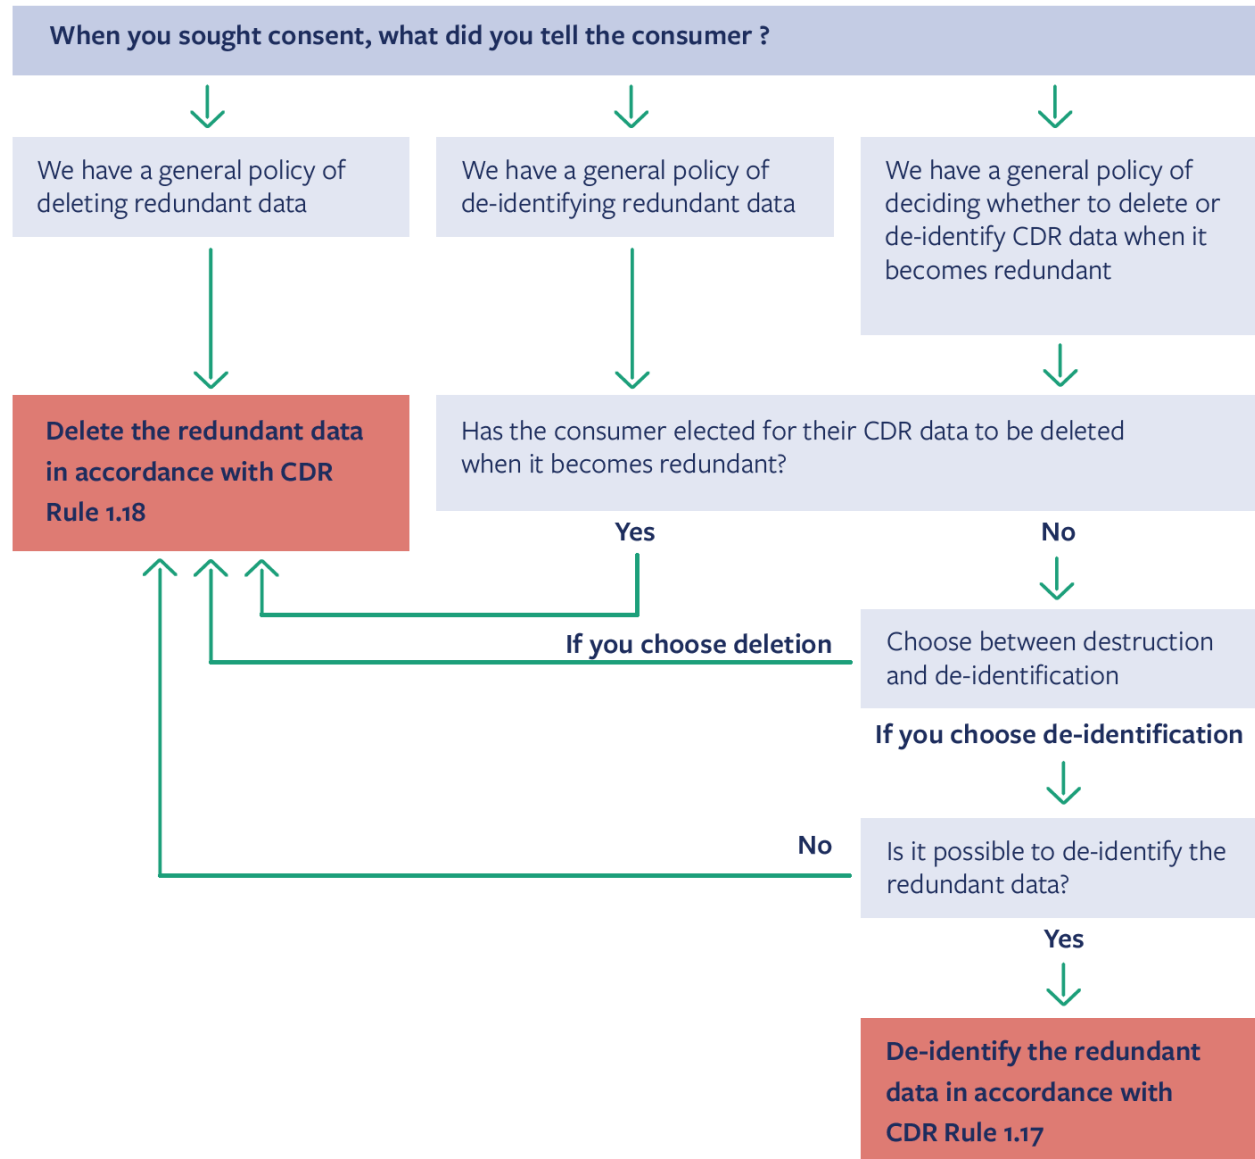 When you sought consent, what did you tell the consumer ?
We have a general policy of
deleting redundant data
We have a general policy of
de-identifying redundant data
We have a general policy of
deciding whether to delete or
de-identify CDR data when it
becomes redundant
Delete the redundant data
in accordance with CDR
Rule 1.18
Has the consumer elected for their CDR data to be deleted
when it becomes redundant?
Yes
No
If you choose deletion
Choose between destruction
and de-identification
If you choose de-identification
No
Is it possible to de-identify the
redundant data?
Yes
De-identify the redundant
data in accordance with
CDR Rule 1.17